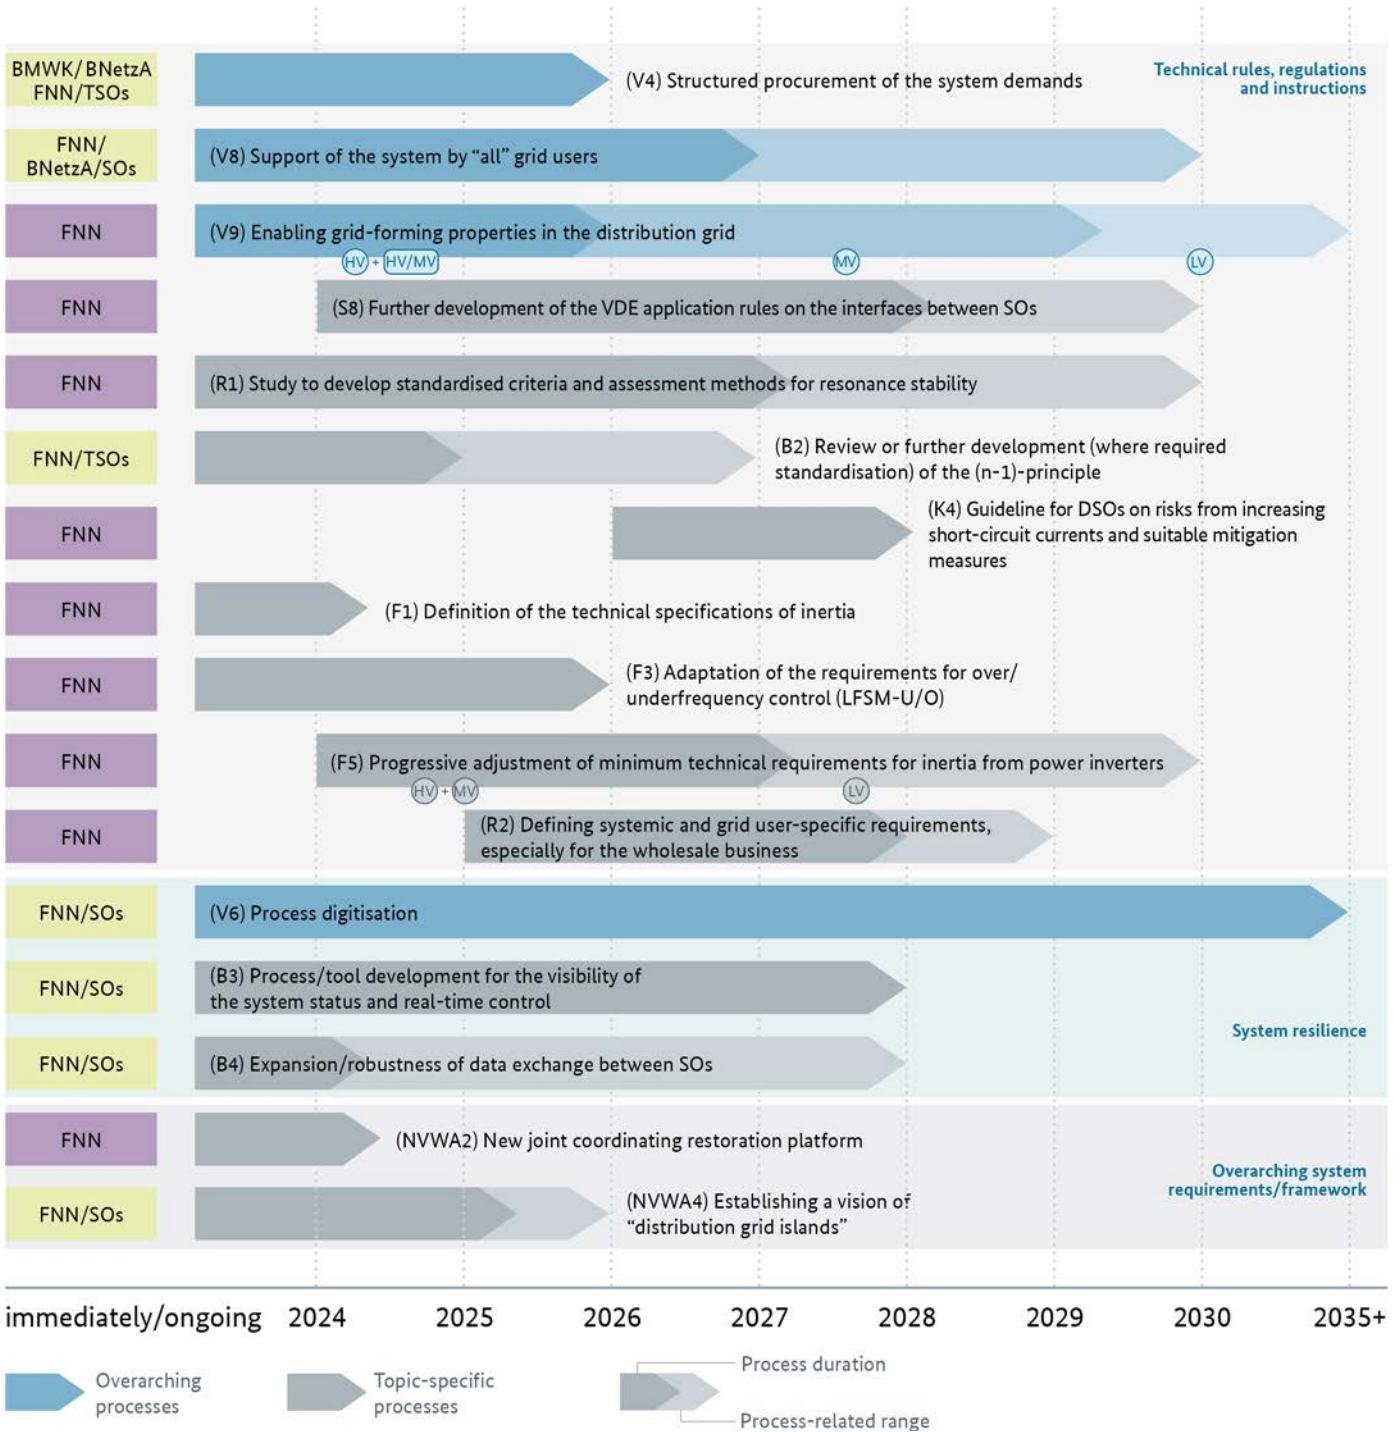 BMWK/BNetzA
FNN/TSOs
(V4) Structured procurement of the system demands
Technical rules, regulations
and instructions
FNN/
BNetzA/SOs
(V8) Support of the system by “all” grid users
FNN
(V9) Enabling grid-forming properties in the distribution grid
HV + HV/MV
MV
LV
FNN
(S8) Further development of the VDE application rules on the interfaces between SOs
FNN
(R1) Study to develop standardised criteria and assessment methods for resonance stability
FNN/TSOs
(B2) Review or further development (where required
standardisation) of the (n-1)-principle
FNN
(K4) Guideline for DSOs on risks from increasing
short-circuit currents and suitable mitigation
measures
FNN
(F1) Definition of the technical specifications of inertia
FNN
(F3) Adaptation of the requirements for over/
underfrequency control (LFSM-U/O)
FNN
(F5) Progressive adjustment of minimum technical requirements for inertia from power inverters
HV + MV
LV
FNN
(R2) Defining systemic and grid user-specific requirements,
especially for the wholesale business
FNN/SOs
(V6) Process digitisation
FNN/SOs
(B3) Process/tool development for the visibility of
the system status and real-time control
System resilience
FNN/SOs
(B4) Expansion/robustness of data exchange between SOs
FNN
(NVWA2) New joint coordinating restoration platform
Overarching system
requirements/framework
FNN/SOs
(NVWA4) Establishing a vision of
“distribution grid islands”
immediately/ongoing 2024 2025 2026 2027 2028 2029 2030 2035+
Overarching
processes
Topic-specific
processes
Process duration
Process-related range